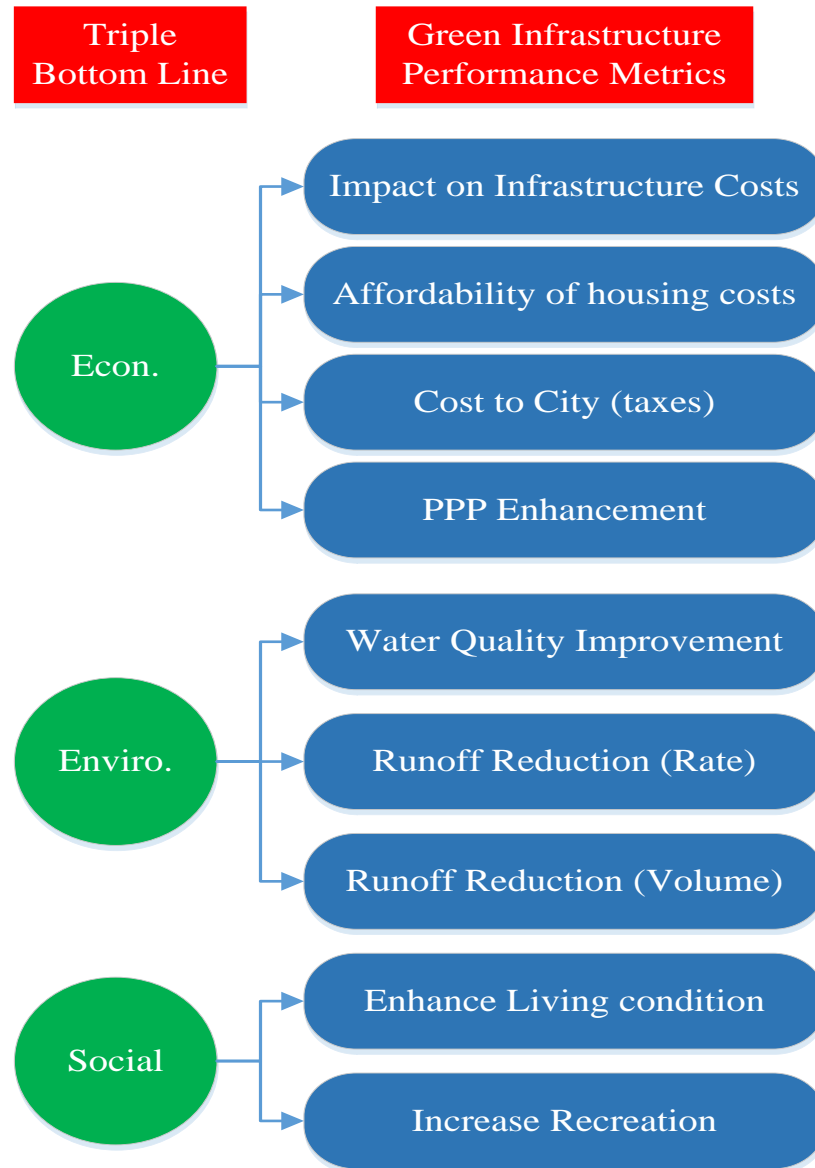 Triple
Bottom Line
Green Infrastructure
Performance Metrics
Econ.
Impact on Infrastructure Costs
Affordability of housing costs
Cost to City (taxes)
PPP Enhancement
Enviro.
Water Quality Improvement
Runoff Reduction (Rate)
Runoff Reduction (Volume)
Social
Enhance Living condition
Increase Recreation